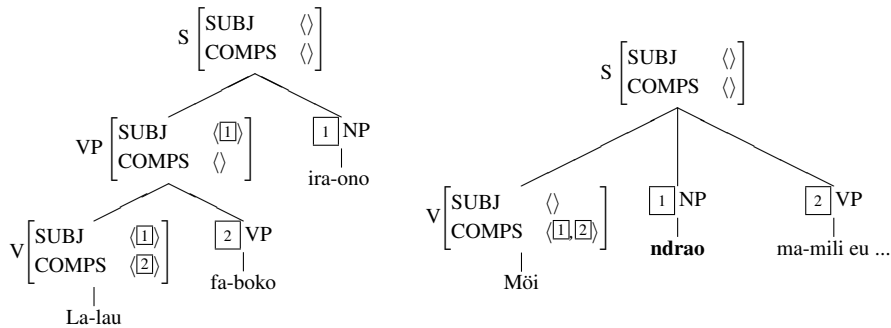 S [SUBJ ⟨⟩
COMPS ⟨⟩]
VP [SUBJ ⟨[1]⟩
COMPS ⟨⟩]
[1] NP
ira-ono
V [SUBJ ⟨[1]⟩
COMPS ⟨[2]⟩]
[2] VP
La-lau
fa-boko
S [SUBJ ⟨⟩
COMPS ⟨⟩]
V [SUBJ ⟨⟩
COMPS ⟨[1],[2]⟩]
[1] NP
[2] VP
Möi
ndrao
ma-mili eu ...